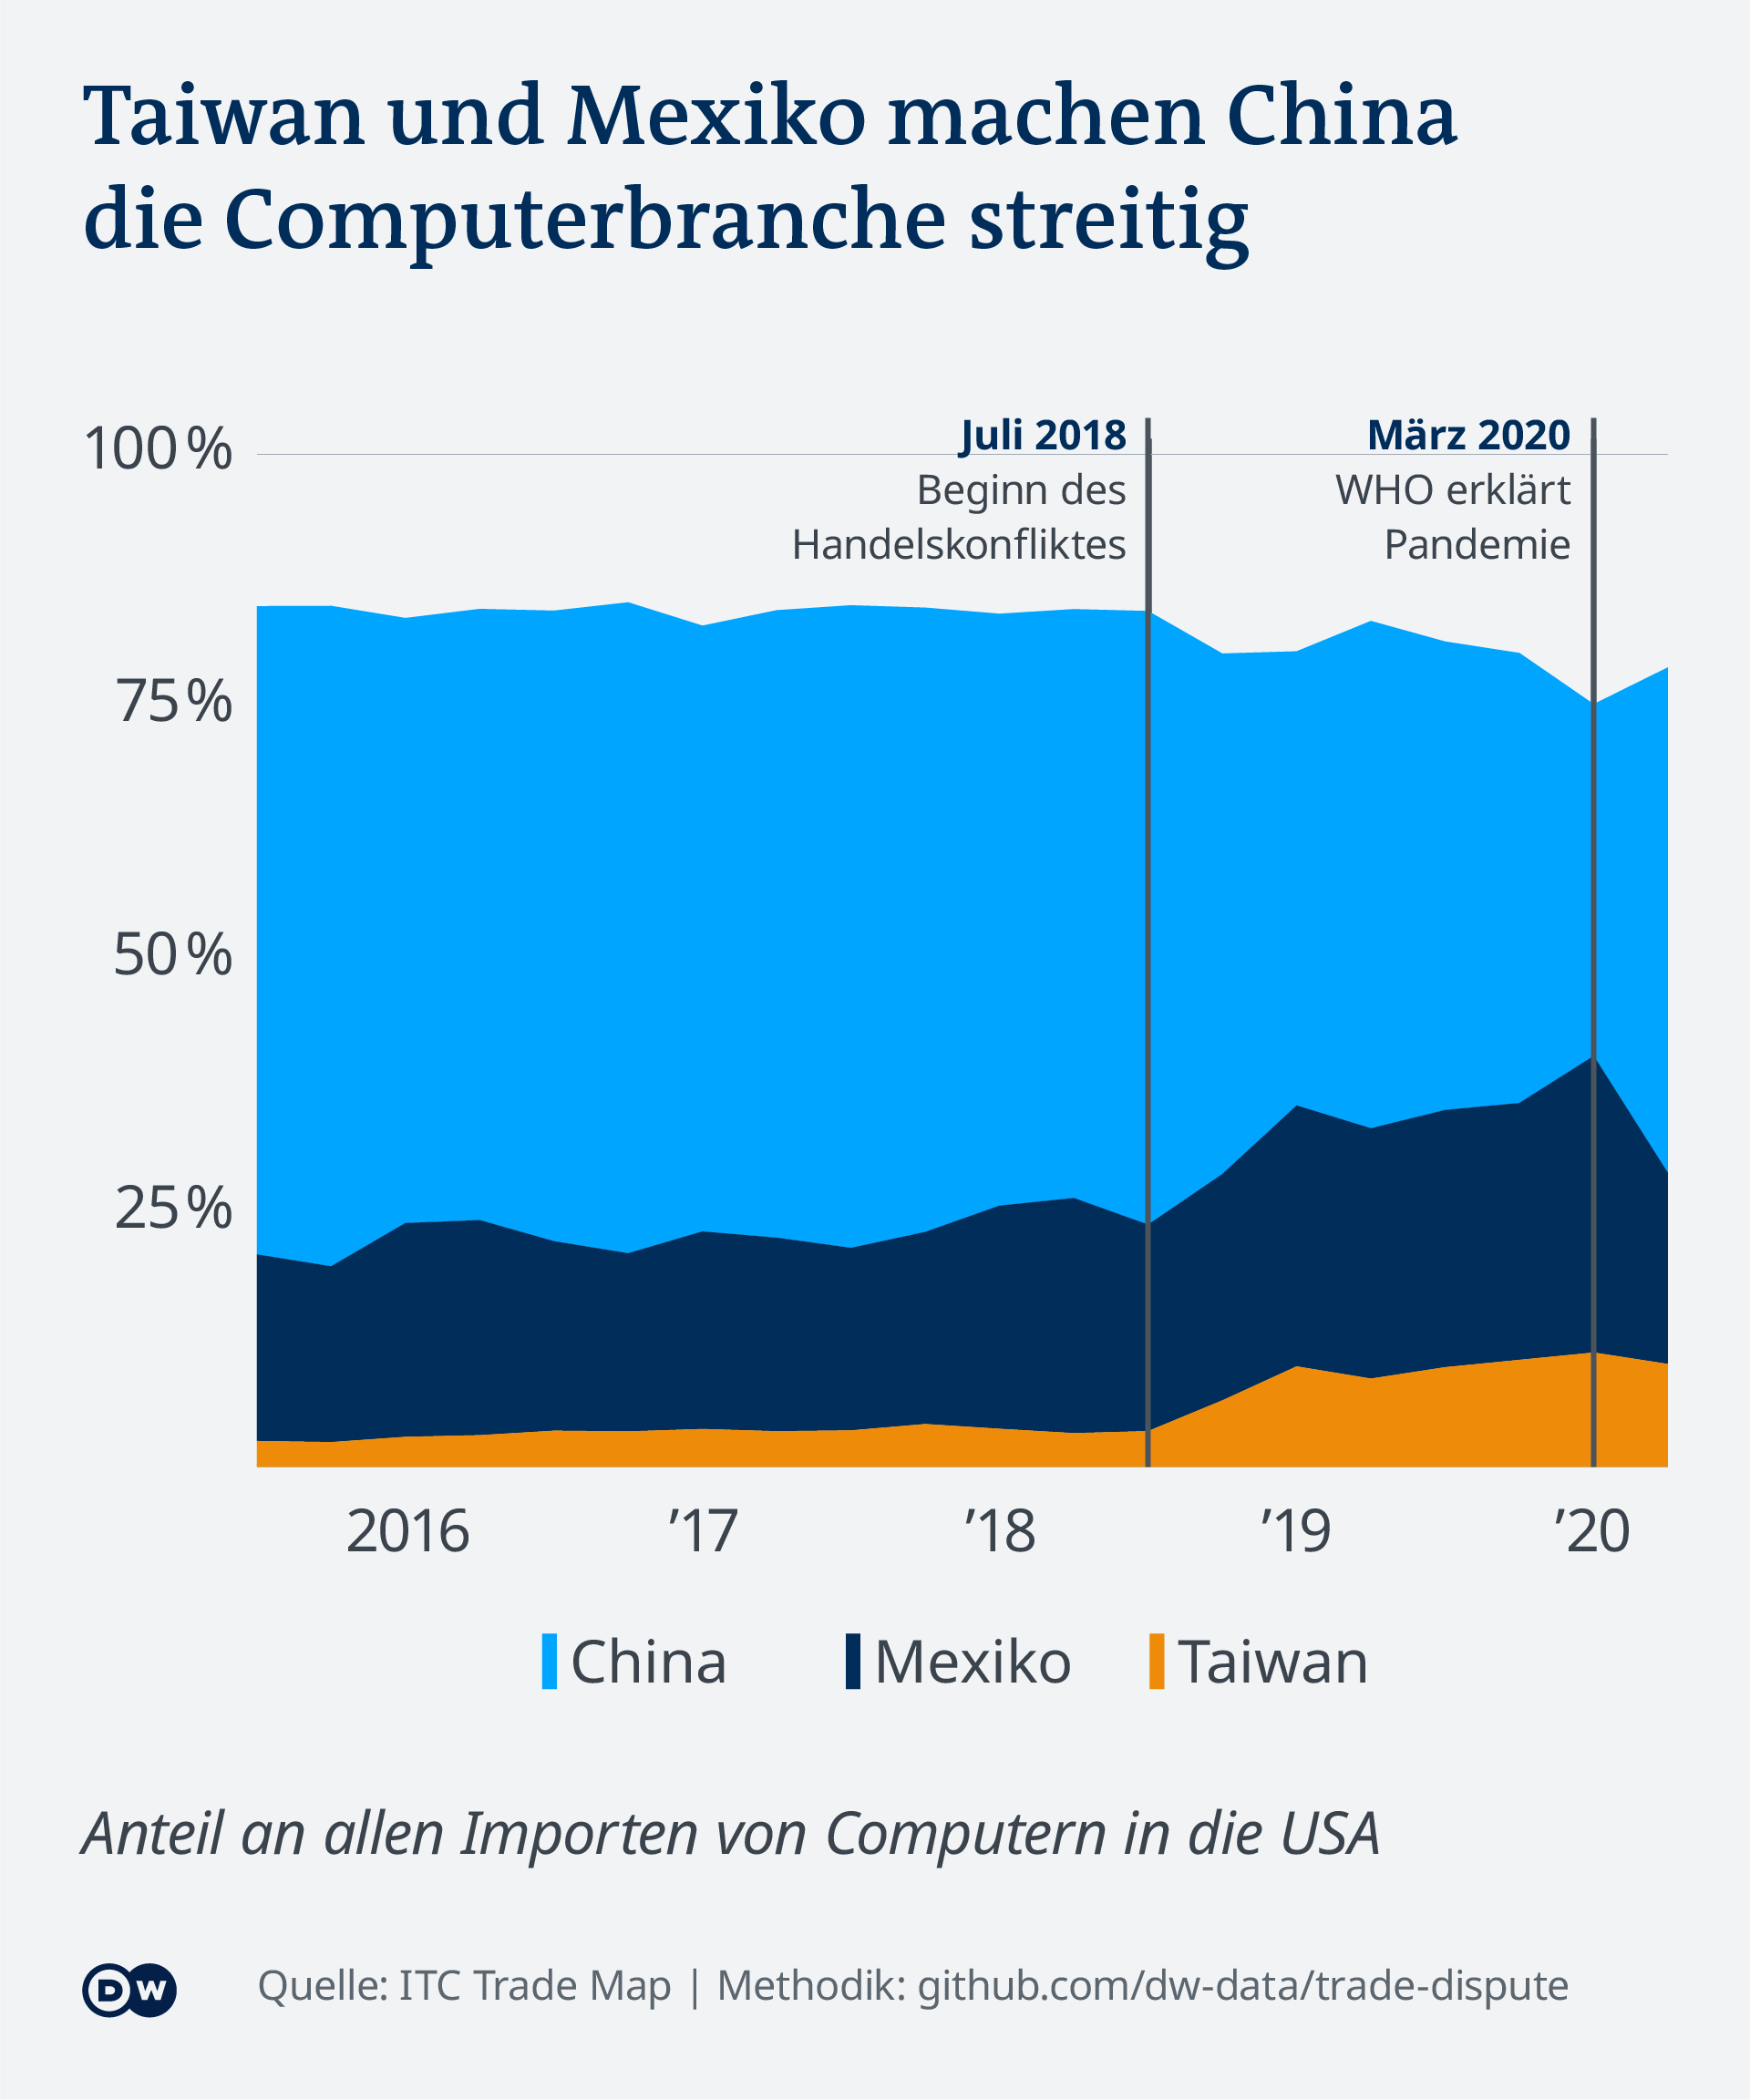 Taiwan und Mexiko machen China
die Computerbranche streitig
100 %
Juli 2018
Beginn des
Handelskonfliktes
März 2020
WHO erklärt
Pandemie
75 %
50 %
25 %
2016 ’17 ’18 ’19 ’20
China Mexiko Taiwan
Anteil an allen Importen von Computern in die USA
DW
Quelle: ITC Trade Map | Methodik: github.com/dw-data/trade-dispute